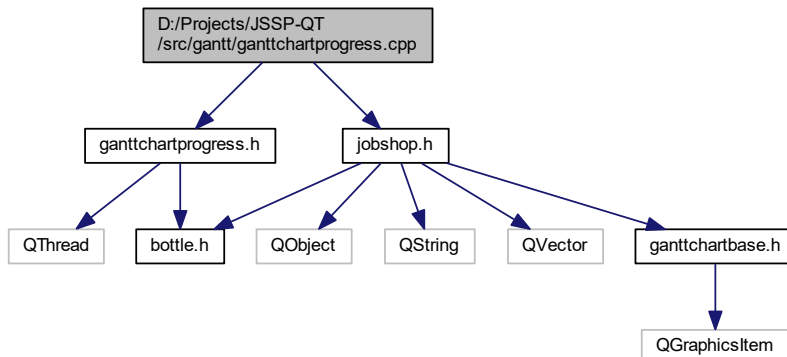 D:/Projects/JSSP-QT
/src/gantt/ganttchartprogress.cpp
ganttchartprogress.h
jobshop.h
QThread
bottle.h
QObject
QString
QVector
ganttchartbase.h
QGraphicsItem